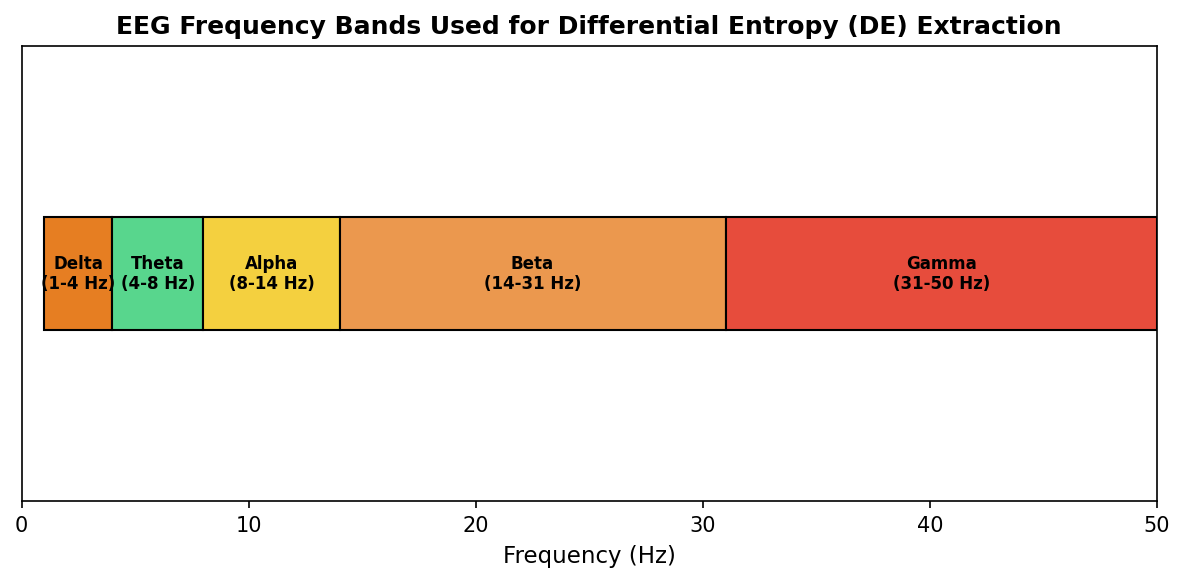 EEG Frequency Bands Used for Differential Entropy (DE) Extraction
Delta
(1-4 Hz)
Theta
(4-8 Hz)
Alpha
(8-14 Hz)
Beta
(14-31 Hz)
Gamma
(31-50 Hz)
0
10
20
30
40
50
Frequency (Hz)